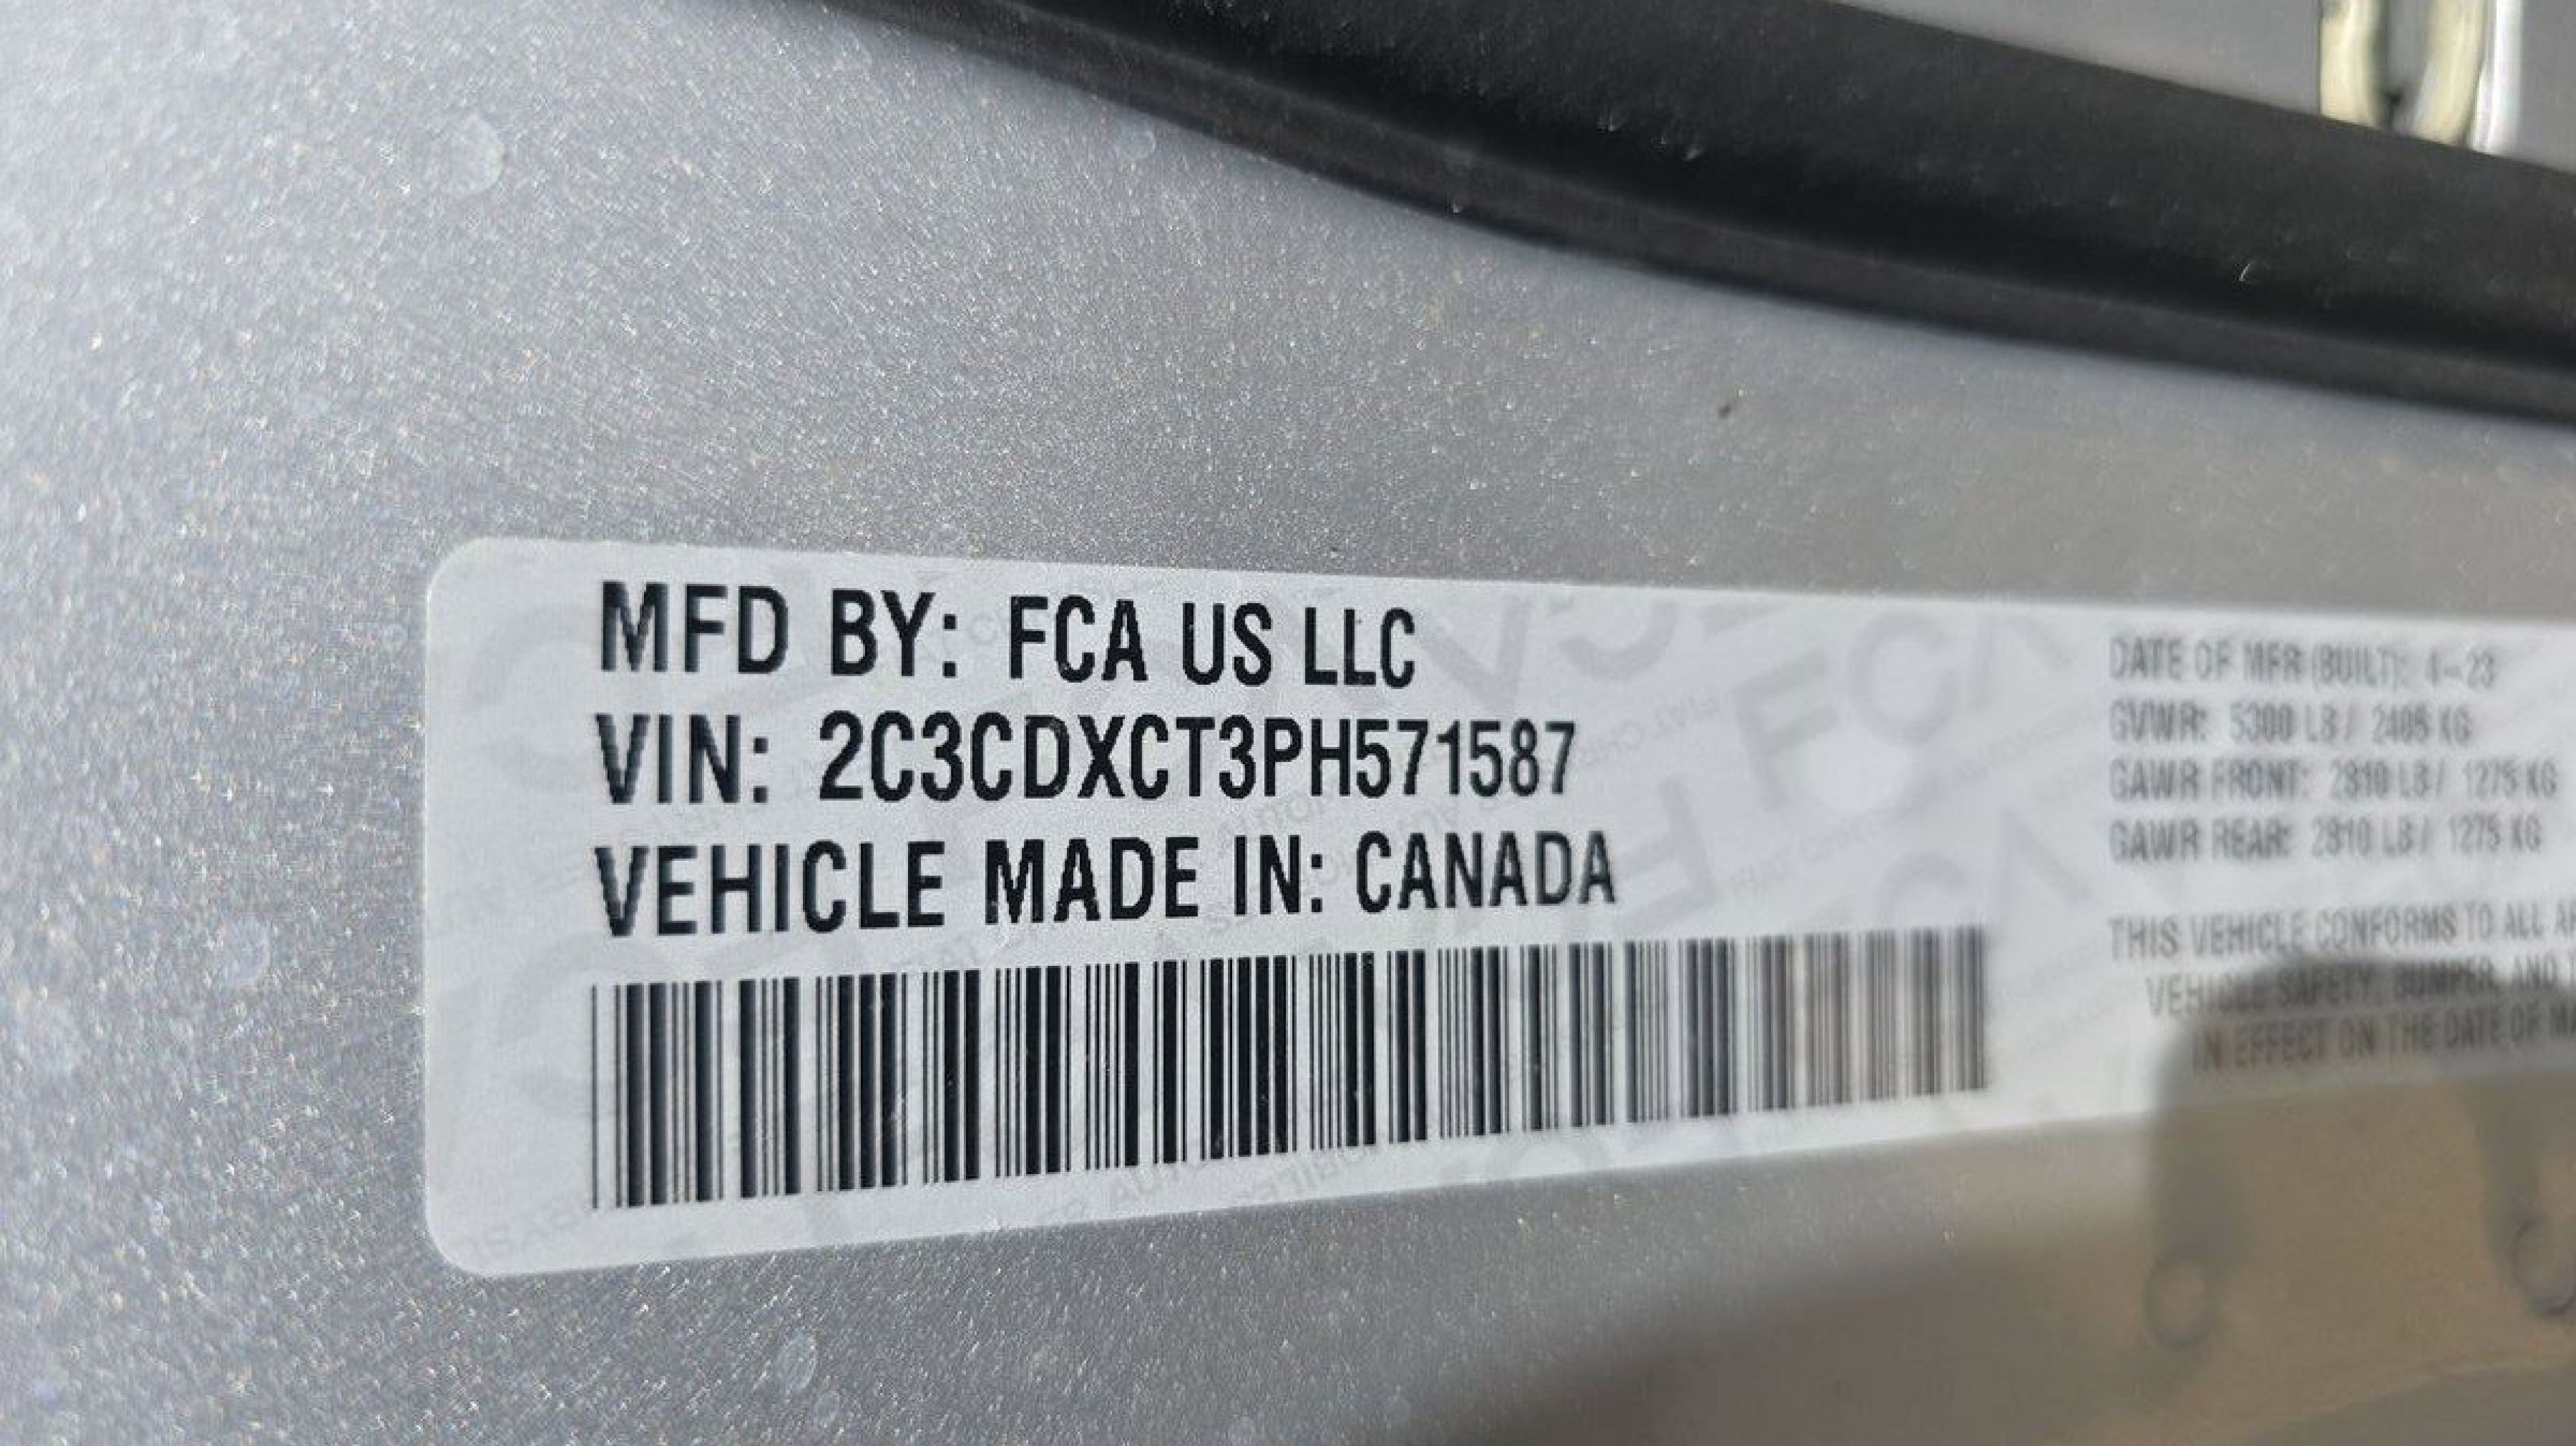 MFD BY: FCA US LLC
VIN: 2C3CDXCT3PH571587
VEHICLE MADE IN: CANADA
DATE OF MFR (BUILT): 4-23
GVWR: 5300 LB / 2405 KG
GAWR FRONT: 2810 LB / 1275 KG
GAWR REAR: 2810 LB / 1275 KG
THIS VEHICLE CONFORMS TO ALL
VEHICLE SAFETY, BUMPER, AND
IN EFFECT ON THE DATE OF